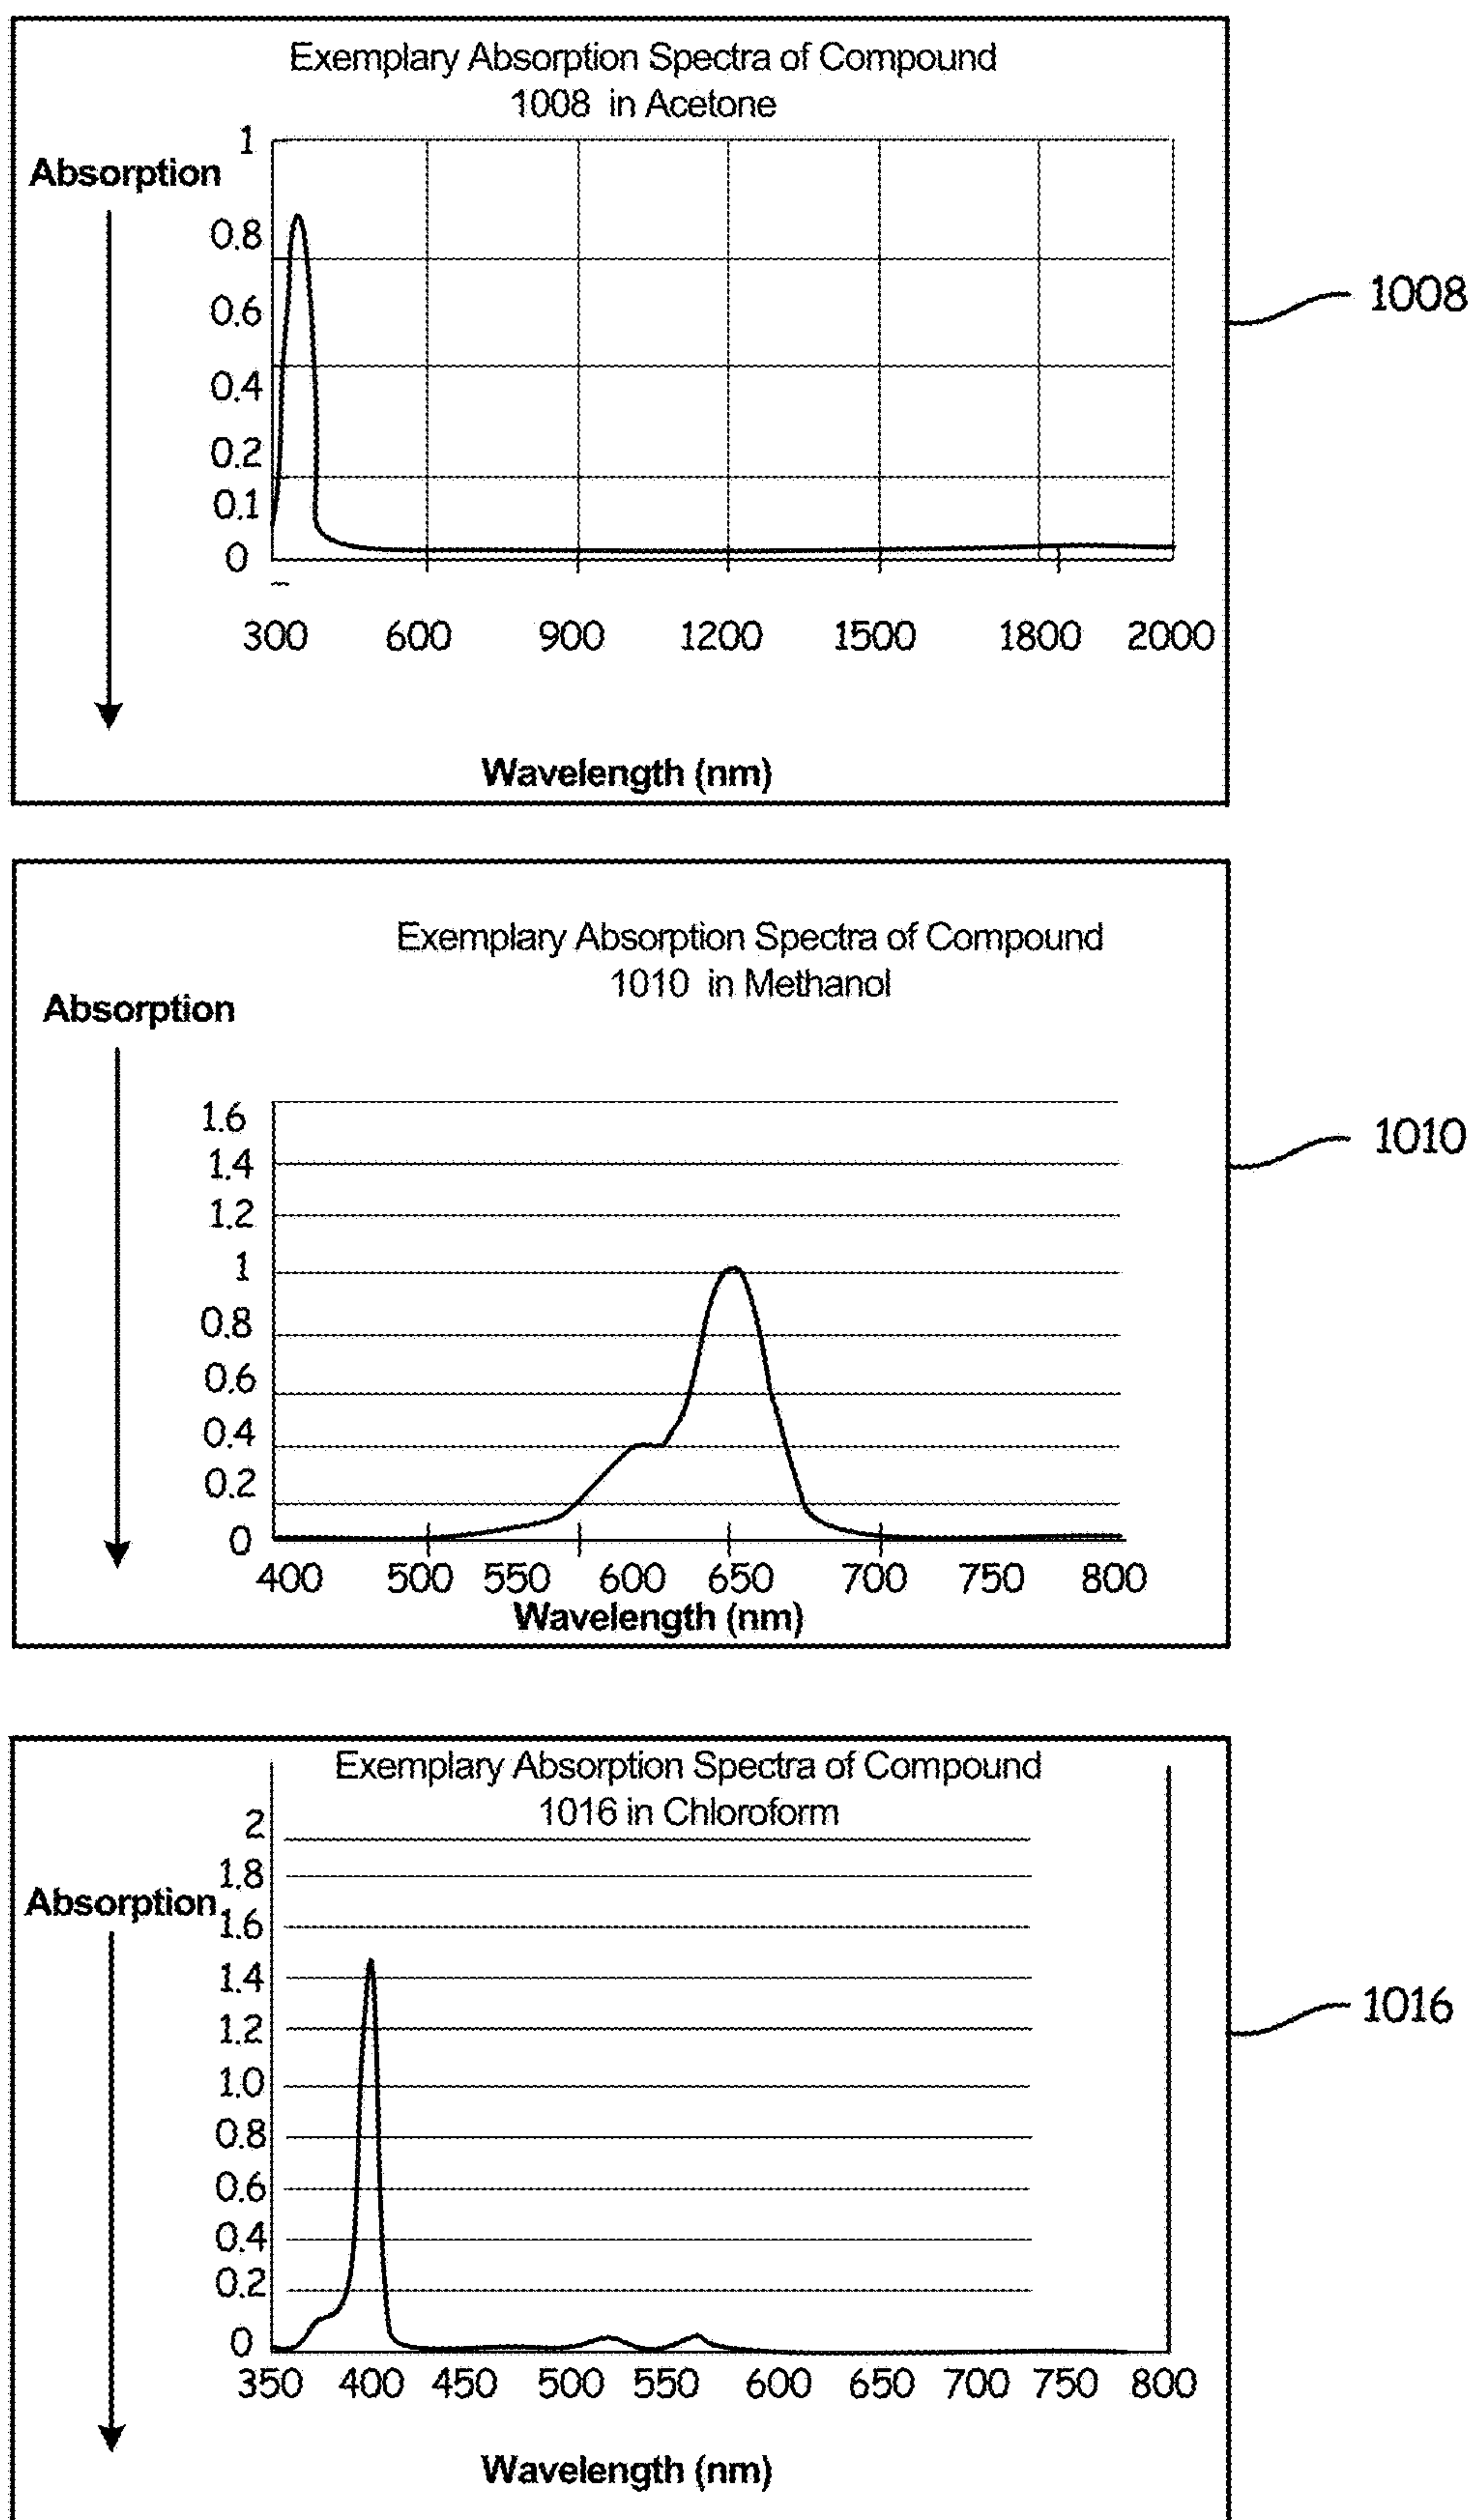 Exemplary Absorption Spectra of Compound
1008 in Acetone
Absorption
1
0.8
0.6
0.4
0.2
0.1
0
300 600 900 1200 1500 1800 2000
Wavelength (nm)
1008
Exemplary Absorption Spectra of Compound
1010 in Methanol
Absorption
1.6
1.4
1.2
1
0.8
0.6
0.4
0.2
0
400 500 550 600 650 700 750 800
Wavelength (nm)
1010
Exemplary Absorption Spectra of Compound
1016 in Chloroform
Absorption
2
1.8
1.6
1.4
1.2
1.0
0.8
0.6
0.4
0.2
0
350 400 450 500 550 600 650 700 750 800
Wavelength (nm)
1016